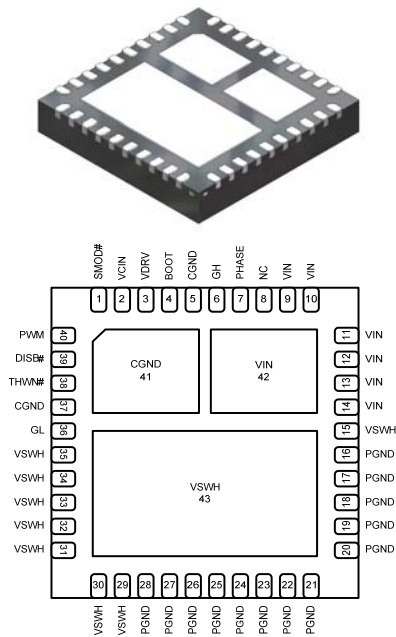 SMOD#
VCIN
VDRV
BOOT
CGND
GH
PHASE
NC
VIN
VIN
1 2 3 4 5 6 7 8 9 10
PWM 40
DISB# 39
THWN# 38
CGND 37
GL 36
VSWH 35
VSWH 34
VSWH 33
VSWH 32
VSWH 31
CGND
41
VIN
42
VSWH
43
11 VIN
12 VIN
13 VIN
14 VIN
15 VSWH
16 PGND
17 PGND
18 PGND
19 PGND
20 PGND
30 29 28 27 26 25 24 23 22 21
VSWH
VSWH
PGND
PGND
PGND
PGND
PGND
PGND
PGND
PGND